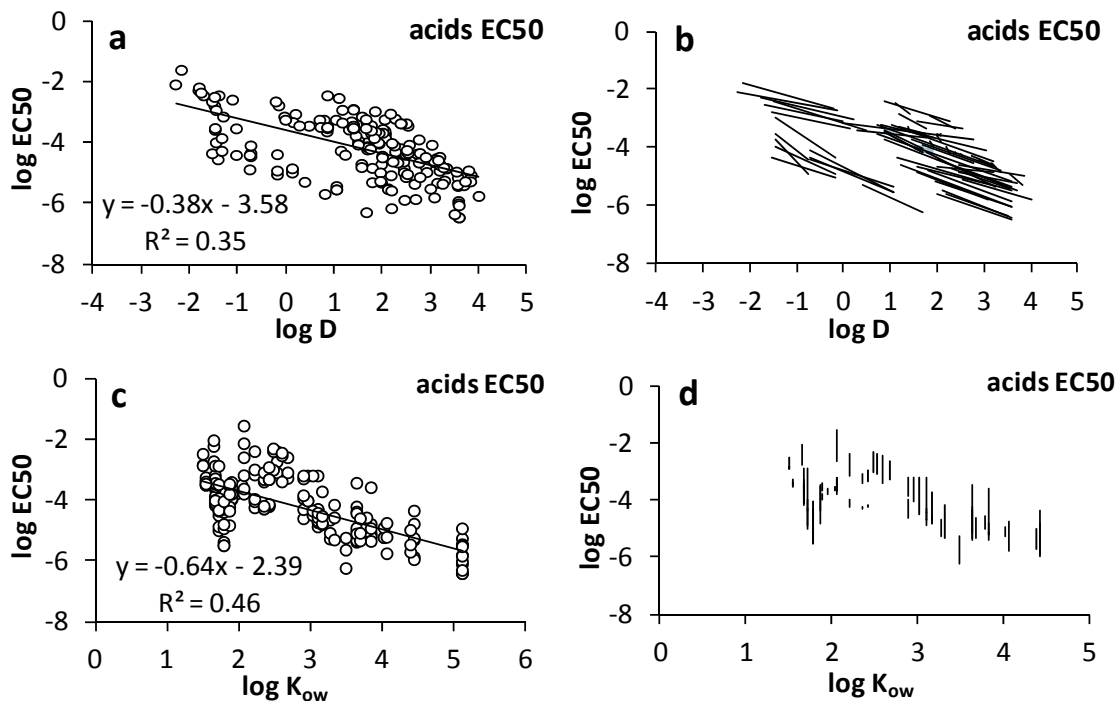 a
acids EC50
0
-2
-4
-6
-8
log EC50
y = -0.38x - 3.58
R² = 0.35
-4 -3 -2 -1 0 1 2 3 4 5
log D
b
acids EC50
0
-2
-4
-6
-8
log EC50
-4 -3 -2 -1 0 1 2 3 4 5
log D
c
acids EC50
0
-2
-4
-6
-8
log EC50
y = -0.64x - 2.39
R² = 0.46
0 1 2 3 4 5 6
log Kow
d
acids EC50
0
-2
-4
-6
-8
log EC50
0 1 2 3 4 5
log Kow